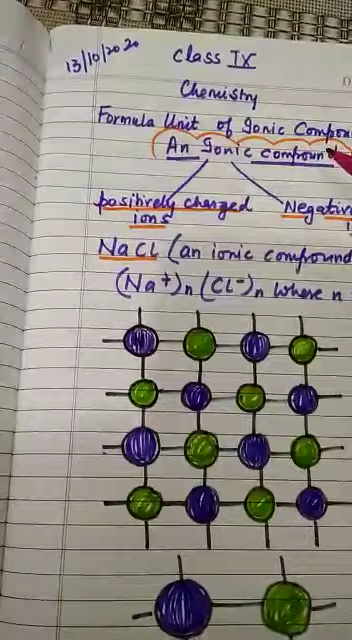 13/10/2020
Class IX
Chemistry
Formula Unit of Ionic Compou
An Ionic compound
positively charged
ions
Negativ
NaCl (an ionic compound
(Na+)n (Cl-)n where n